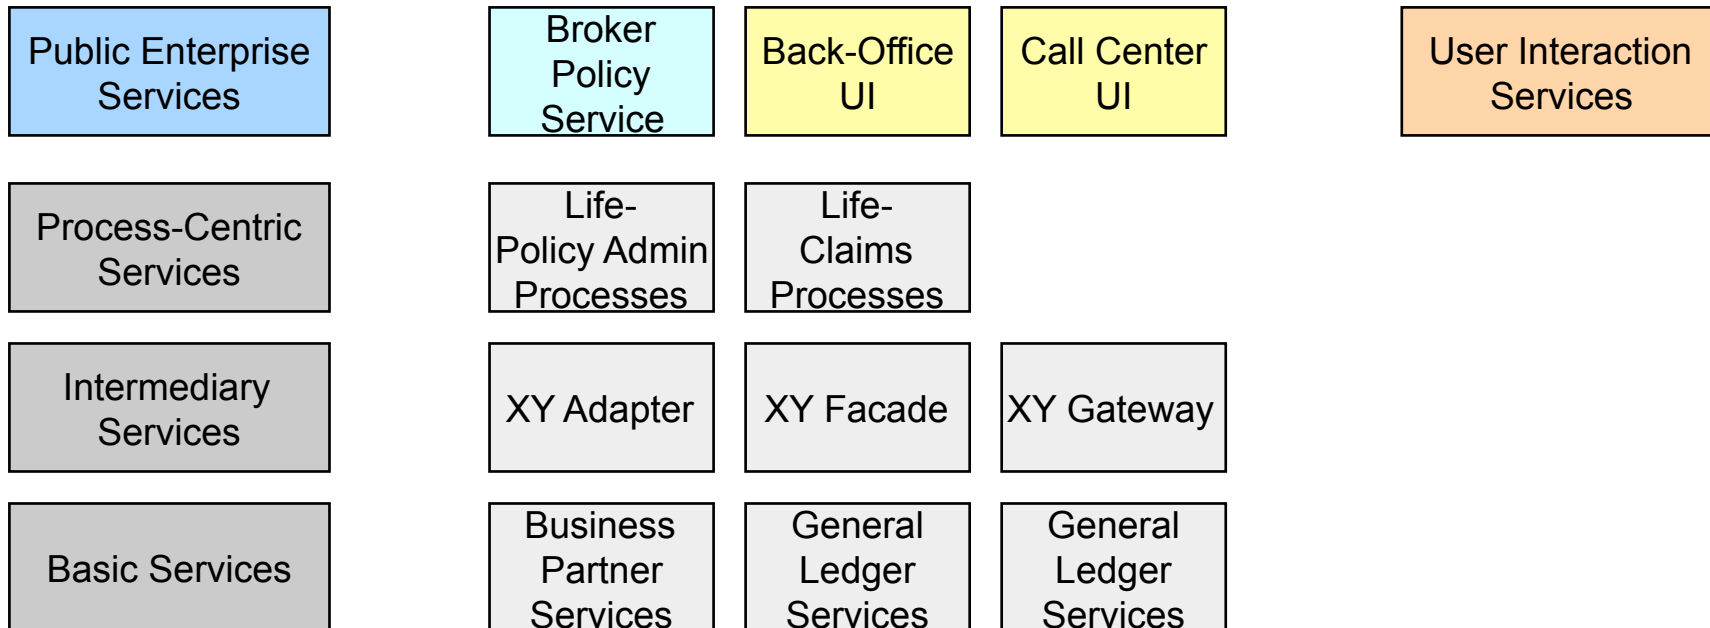 Public Enterprise
Services
Broker
Policy
Service
Back-Office
UI
Call Center
UI
User Interaction
Services
Process-Centric
Services
Life-
Policy Admin
Processes
Life-
Claims
Processes
Intermediary
Services
XY Adapter
XY Facade
XY Gateway
Basic Services
Business
Partner
Services
General
Ledger
Services
General
Ledger
Services